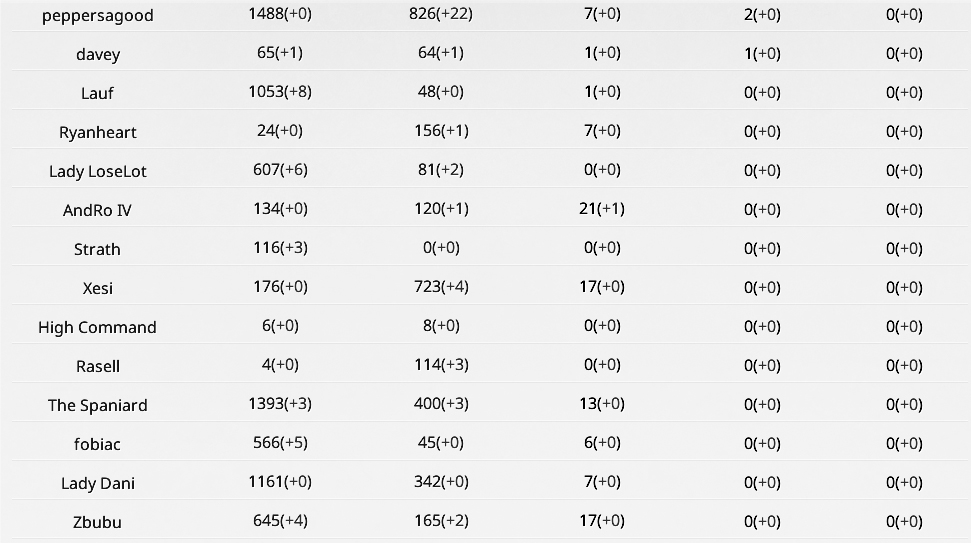 peppersagood 1488(+0) 826(+22) 7(+0) 2(+0) 0(+0)
davey 65(+1) 64(+1) 1(+0) 1(+0) 0(+0)
Lauf 1053(+8) 48(+0) 1(+0) 0(+0) 0(+0)
Ryanheart 24(+0) 156(+1) 7(+0) 0(+0) 0(+0)
Lady LoseLot 607(+6) 81(+2) 0(+0) 0(+0) 0(+0)
AndRo IV 134(+0) 120(+1) 21(+1) 0(+0) 0(+0)
Strath 116(+3) 0(+0) 0(+0) 0(+0) 0(+0)
Xesi 176(+0) 723(+4) 17(+0) 0(+0) 0(+0)
High Command 6(+0) 8(+0) 0(+0) 0(+0) 0(+0)
Rasell 4(+0) 114(+3) 0(+0) 0(+0) 0(+0)
The Spaniard 1393(+3) 400(+3) 13(+0) 0(+0) 0(+0)
fobiac 566(+5) 45(+0) 6(+0) 0(+0) 0(+0)
Lady Dani 1161(+0) 342(+0) 7(+0) 0(+0) 0(+0)
Zbubu 645(+4) 165(+2) 17(+0) 0(+0) 0(+0)